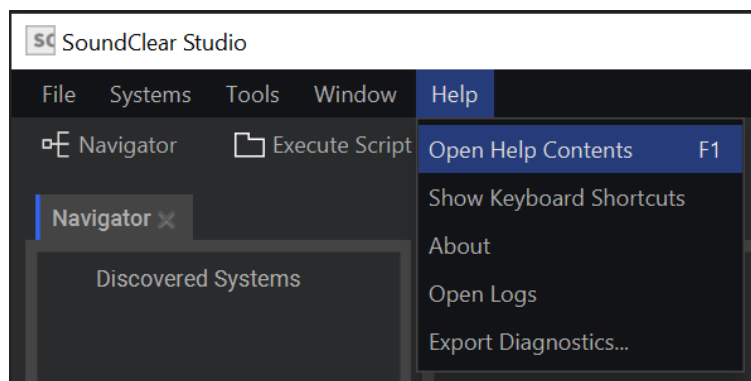 SC SoundClear Studio
File Systems Tools Window Help
Navigator Execute Script
Open Help Contents F1
Show Keyboard Shortcuts
About
Open Logs
Export Diagnostics...
Navigator
Discovered Systems